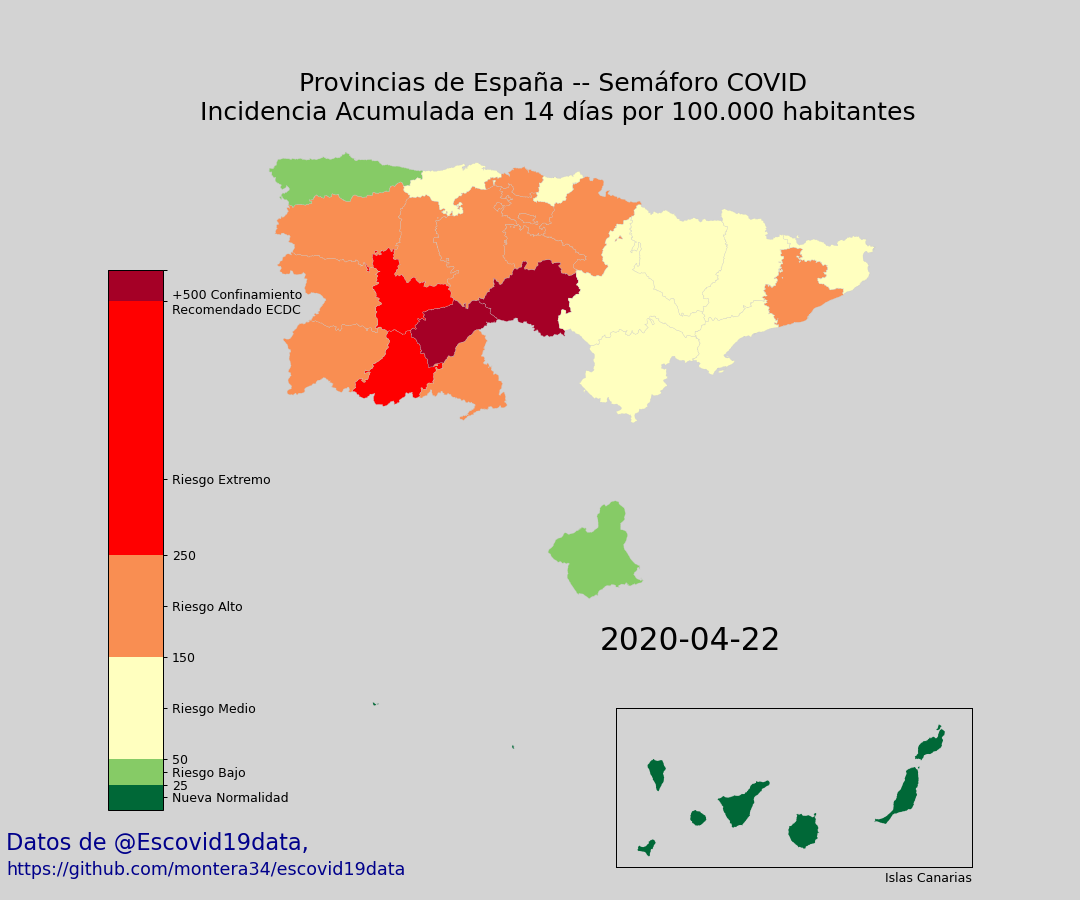 Provincias de España -- Semáforo COVID
Incidencia Acumulada en 14 días por 100.000 habitantes
+500 Confinamiento
Recomendado ECDC
Riesgo Extremo
250
Riesgo Alto
150
Riesgo Medio
50
Riesgo Bajo
25
Nueva Normalidad
2020-04-22
Islas Canarias
Datos de @Escovid19data,
https://github.com/montera34/escovid19data